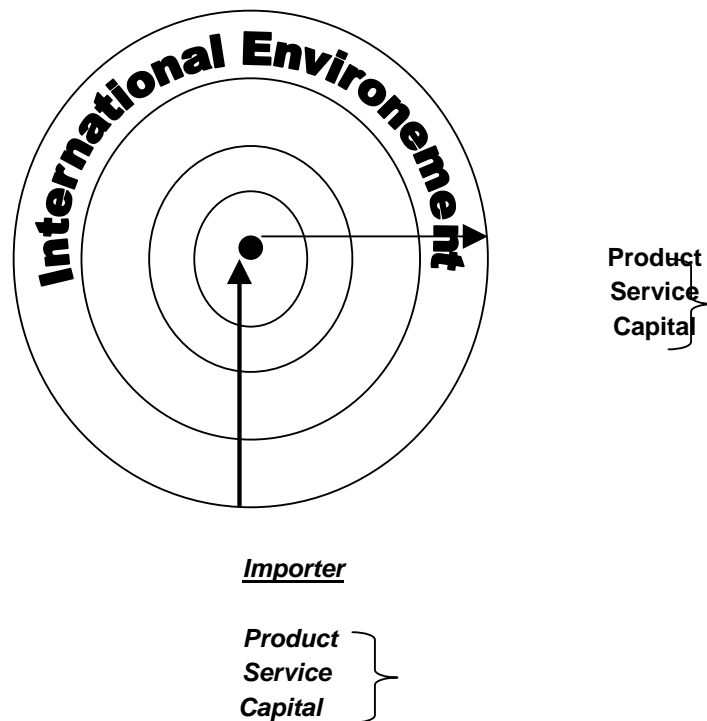 International Environement
Product
Service
Capital
Importer
Product
Service
Capital